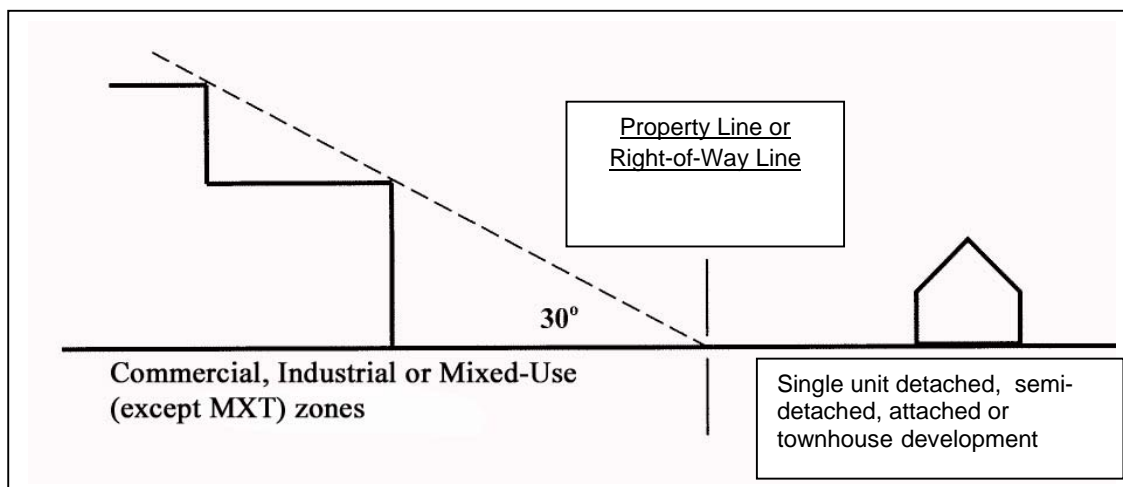 Property Line or
Right-of-Way Line
30°
Commercial, Industrial or Mixed-Use
(except MXT) zones
Single unit detached,  semi-
detached, attached or
townhouse development